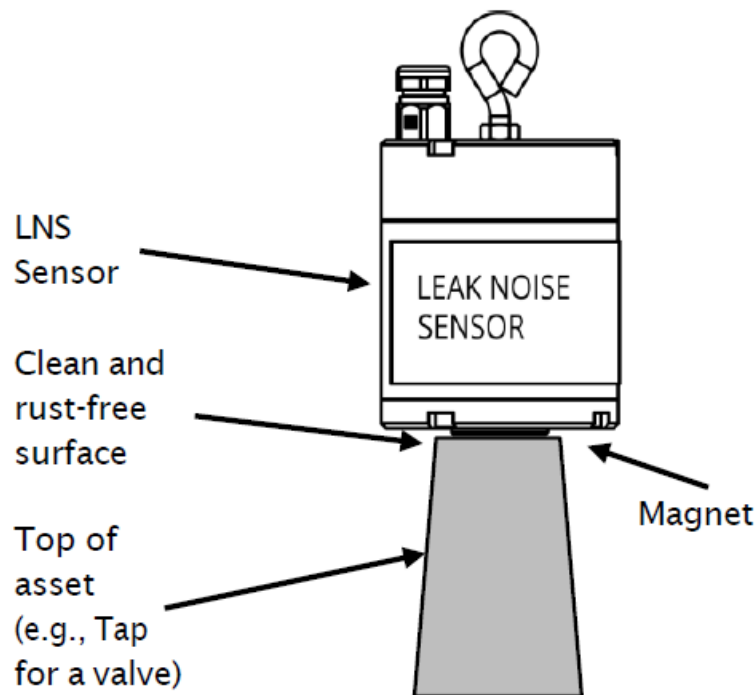 LNS
Sensor
LEAK NOISE
SENSOR
Clean and
rust-free
surface
Magnet
Top of
asset
(e.g., Tap
for a valve)